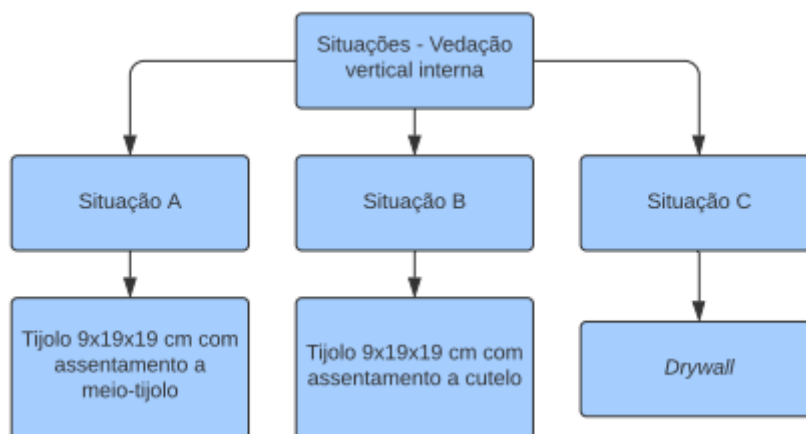 Situações - Vedação
vertical interna
Situação A
Situação B
Situação C
Tijolo 9x19x19 cm com
assentamento a
meio-tijolo
Tijolo 9x19x19 cm com
assentamento a cutelo
Drywall